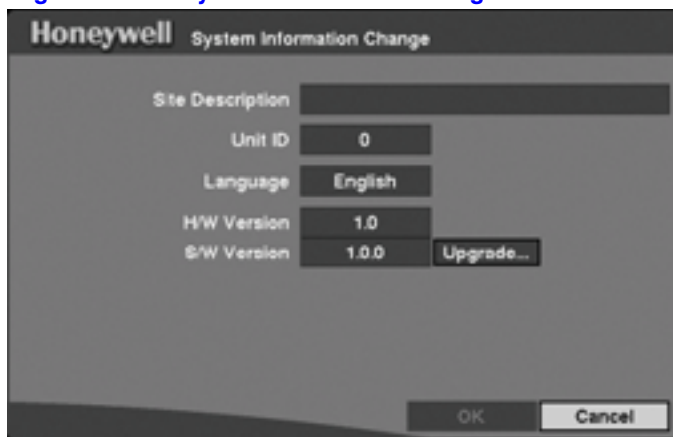 Honeywell System Information Change
Site Description
Unit ID 0
Language English
H/W Version 1.0
S/W Version 1.0.0 Upgrade...
OK Cancel